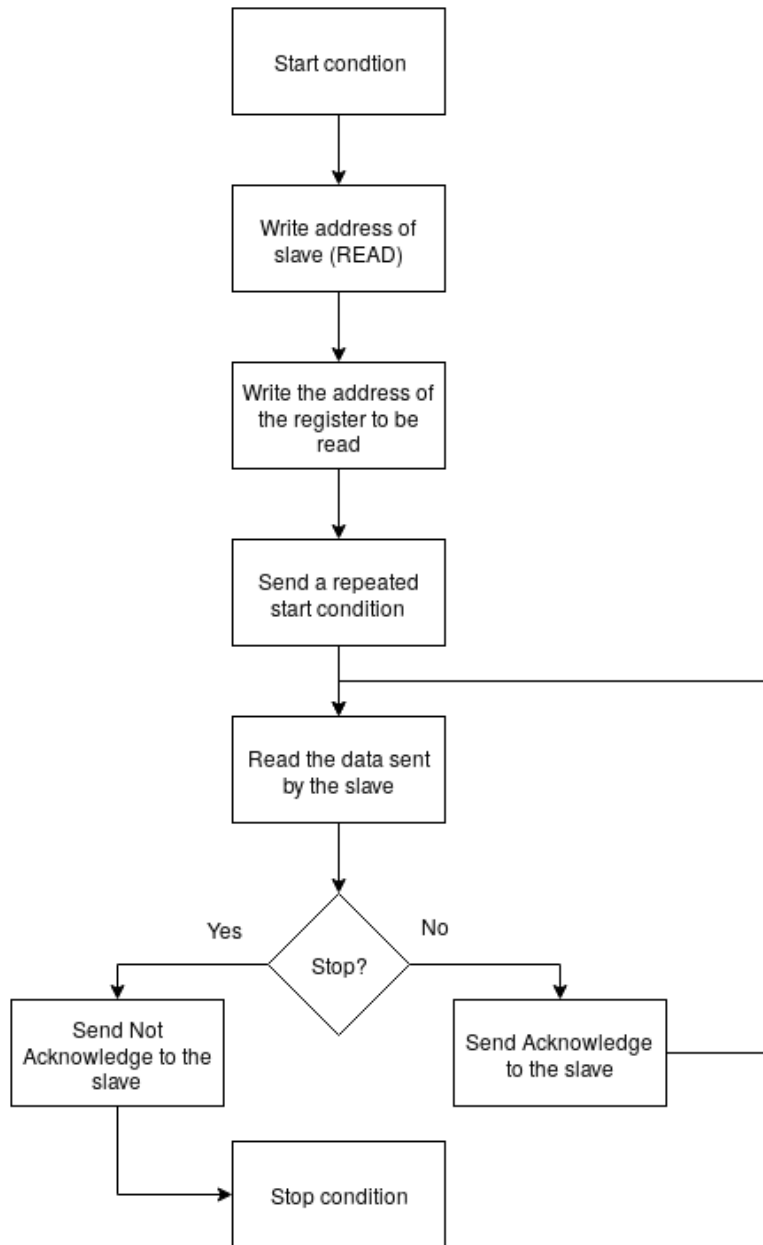 Start condtion
Write address of
slave (READ)
Write the address of
the register to be
read
Send a repeated
start condition
Read the data sent
by the slave
Yes
No
Stop?
Send Not
Acknowledge to the
slave
Send Acknowledge
to the slave
Stop condition